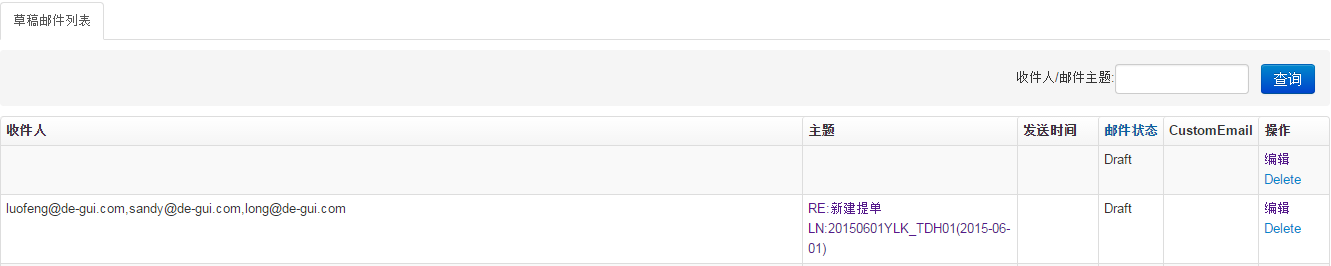 草稿邮件列表
收件人/邮件主题: 查询
收件人 主题 发送时间 邮件状态 CustomEmail 操作
Draft 编辑
Delete
luofeng@de-gui.com,sandy@de-gui.com,long@de-gui.com RE:新建提单 Draft 编辑
LN:20150601YLK_TDH01(2015-06- Delete
01)